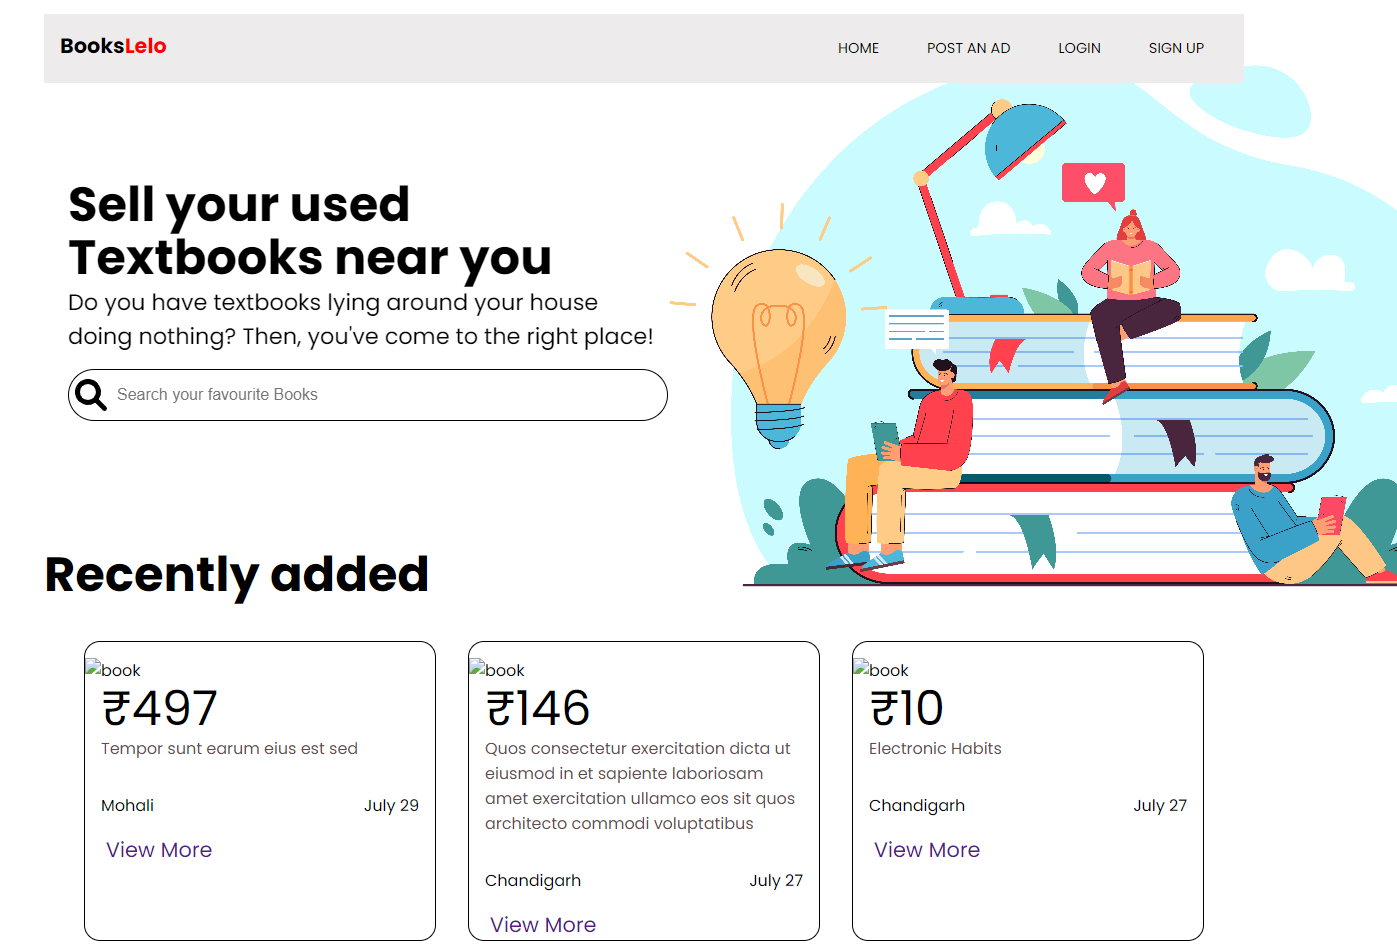 BooksLelo
HOME POST AN AD LOGIN SIGN UP
Sell your used
Textbooks near you
Do you have textbooks lying around your house
doing nothing? Then, you've come to the right place!
Search your favourite Books
Recently added
book
₹497
Tempor sunt earum eius est sed
Mohali July 29
View More
book
₹146
Quos consectetur exercitation dicta ut
eiusmod in et sapiente laboriosam
amet exercitation ullamco eos sit quos
architecto commodi voluptatibus
Chandigarh July 27
View More
book
₹10
Electronic Habits
Chandigarh July 27
View More